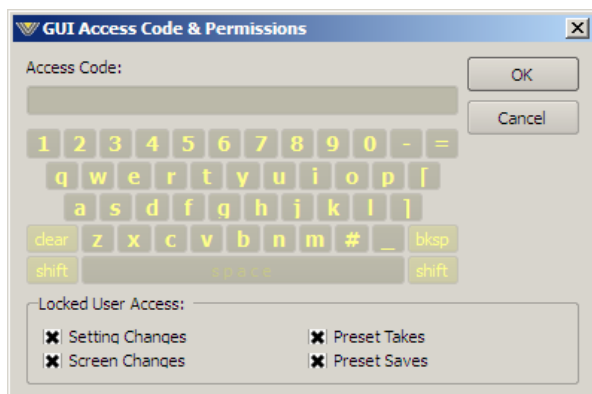 GUI Access Code & Permissions
Access Code:
OK
Cancel
1 2 3 4 5 6 7 8 9 0 - =
q w e r t y u i o p [
a s d f g h j k l ]
clear z x c v b n m # _ bksp
shift space shift
Locked User Access:
Setting Changes Preset Takes
Screen Changes Preset Saves